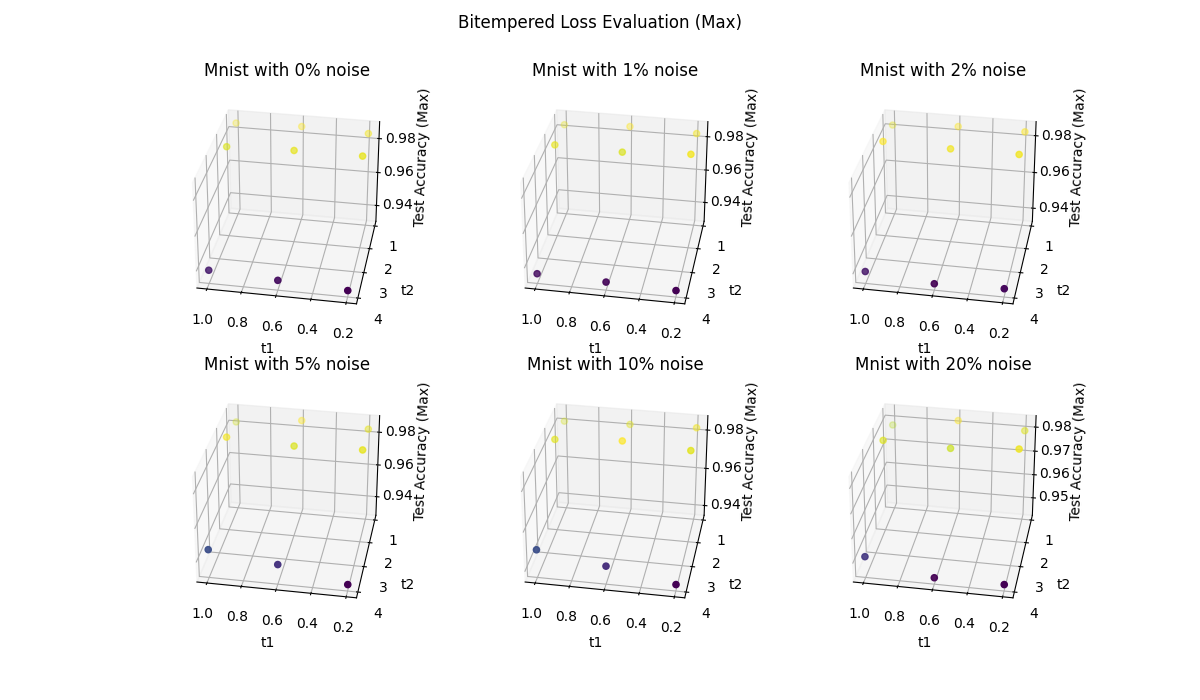 Bitempered Loss Evaluation (Max)
Mnist with 0% noise
0.98
0.96
0.94
Test Accuracy (Max)
1
2
3
4
t2
1.0 0.8 0.6 0.4 0.2
t1
Mnist with 1% noise
0.98
0.96
0.94
Test Accuracy (Max)
1
2
3
4
t2
1.0 0.8 0.6 0.4 0.2
t1
Mnist with 2% noise
0.98
0.96
0.94
Test Accuracy (Max)
1
2
3
4
t2
1.0 0.8 0.6 0.4 0.2
t1
Mnist with 5% noise
0.98
0.96
0.94
Test Accuracy (Max)
1
2
3
4
t2
1.0 0.8 0.6 0.4 0.2
t1
Mnist with 10% noise
0.98
0.96
0.94
Test Accuracy (Max)
1
2
3
4
t2
1.0 0.8 0.6 0.4 0.2
t1
Mnist with 20% noise
0.98
0.97
0.96
0.95
Test Accuracy (Max)
1
2
3
4
t2
1.0 0.8 0.6 0.4 0.2
t1